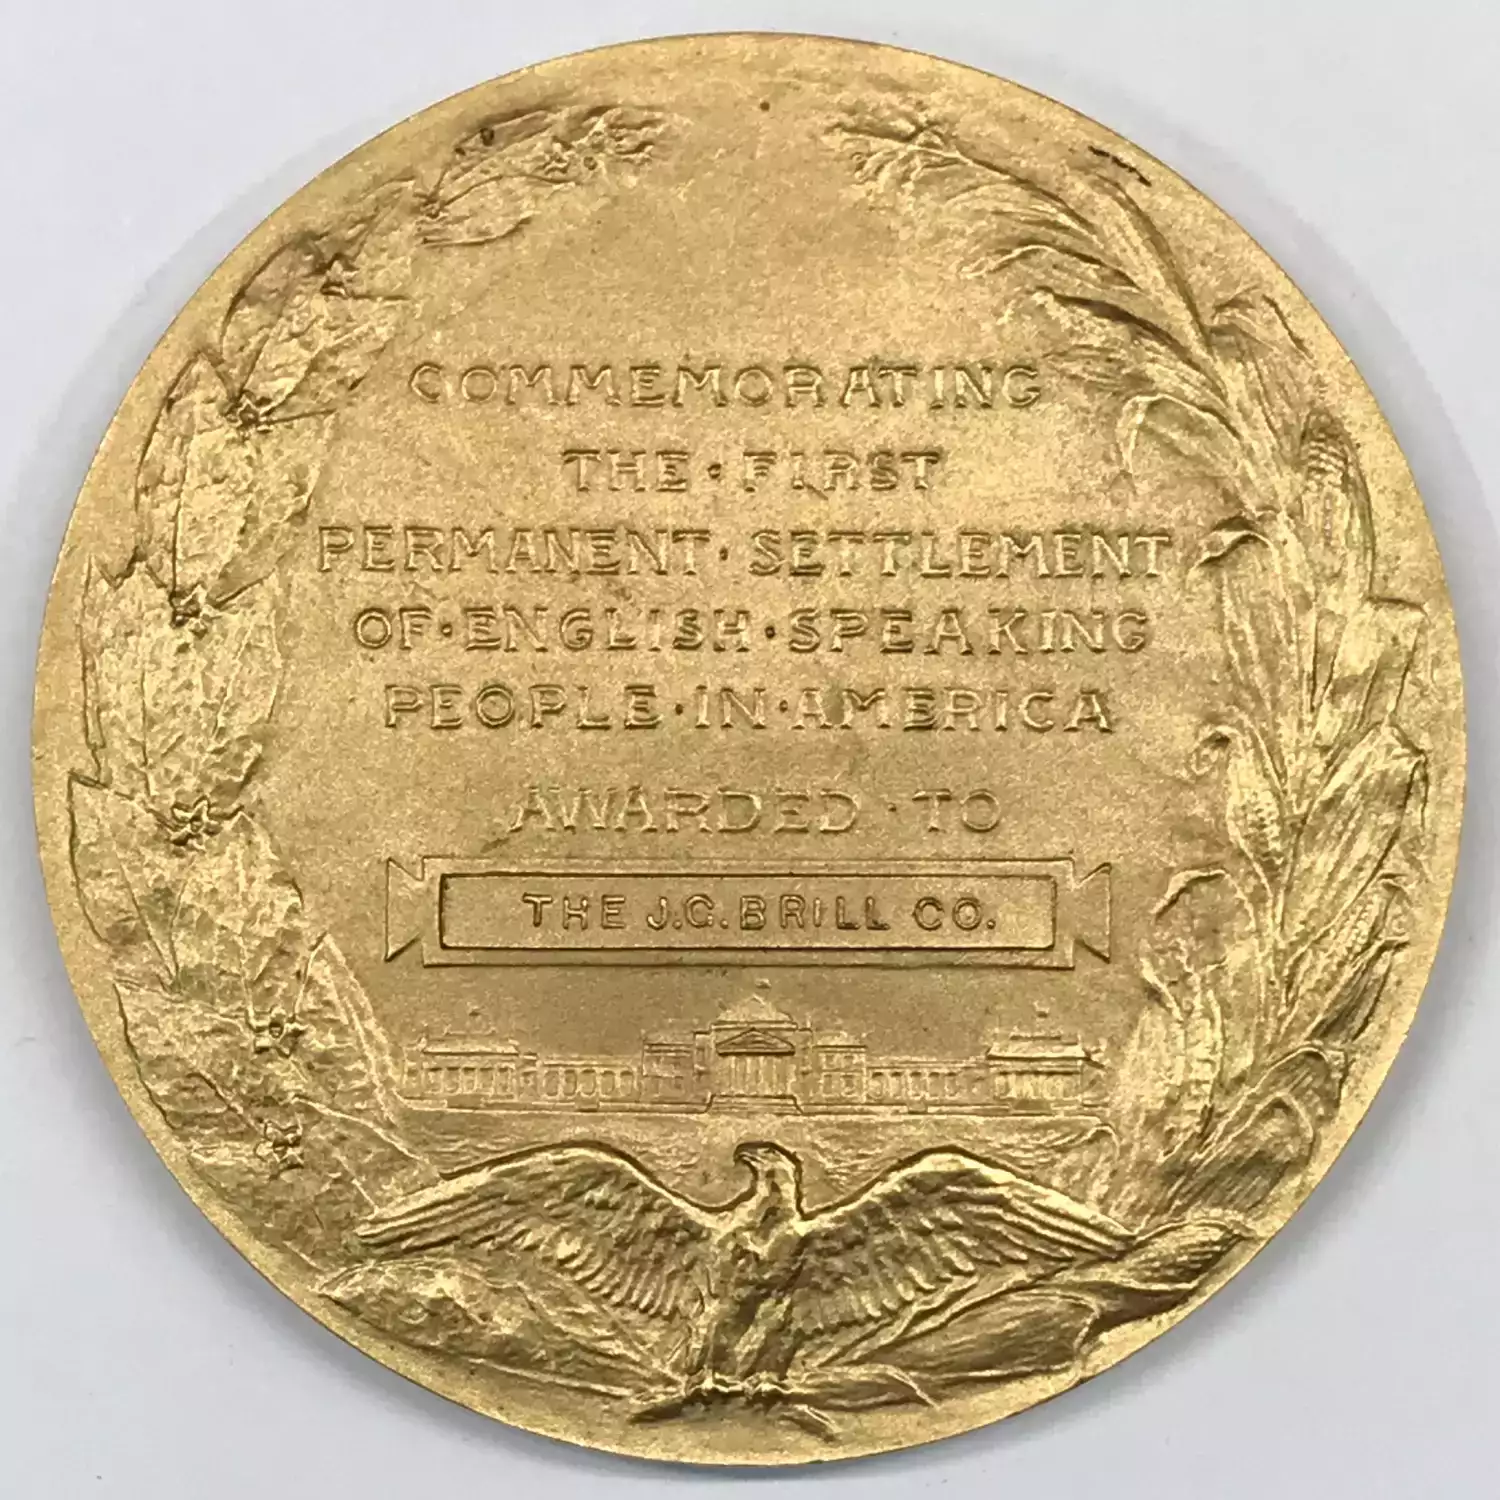 COMMEMORATING
THE · FIRST
PERMANENT · SETTLEMENT
OF · ENGLISH · SPEAKING
PEOPLE · IN · AMERICA
AWARDED · TO
THE J.G. BRILL CO.